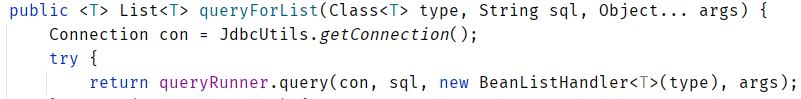 public <T> List<T> queryForList(Class<T> type, String sql, Object... args) {
Connection con = JdbcUtils.getConnection();
try {
return queryRunner.query(con, sql, new BeanListHandler<T>(type), args);